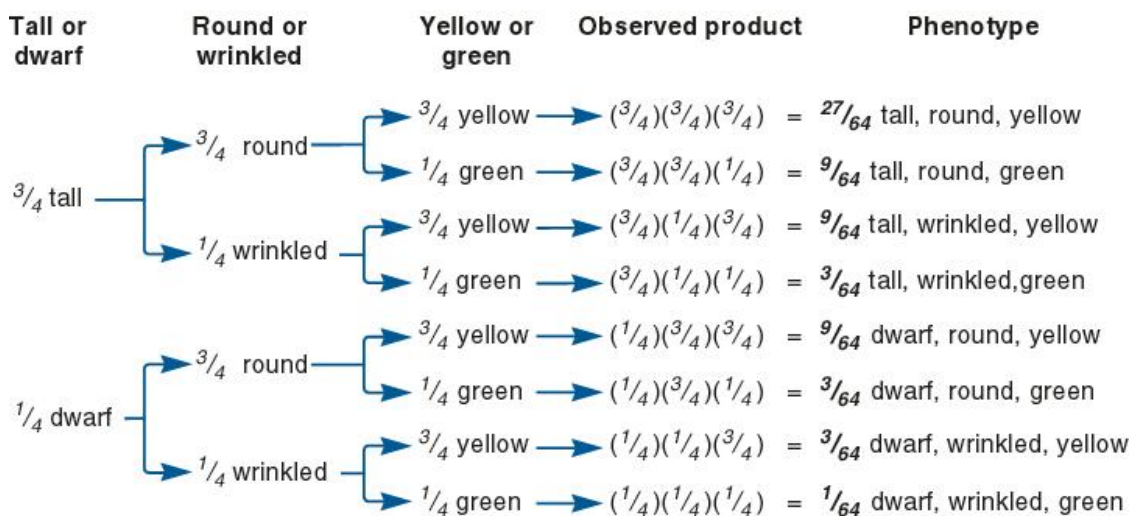 Tall or dwarf Round or wrinkled Yellow or green Observed product Phenotype
3/4 yellow (3/4)(3/4)(3/4) = 27/64 tall, round, yellow
3/4 round
1/4 green (3/4)(3/4)(1/4) = 9/64 tall, round, green
3/4 tall
3/4 yellow (3/4)(1/4)(3/4) = 9/64 tall, wrinkled, yellow
1/4 wrinkled
1/4 green (3/4)(1/4)(1/4) = 3/64 tall, wrinkled,green
3/4 yellow (1/4)(3/4)(3/4) = 9/64 dwarf, round, yellow
3/4 round
1/4 green (1/4)(3/4)(1/4) = 3/64 dwarf, round, green
1/4 dwarf
3/4 yellow (1/4)(1/4)(3/4) = 3/64 dwarf, wrinkled, yellow
1/4 wrinkled
1/4 green (1/4)(1/4)(1/4) = 1/64 dwarf, wrinkled, green